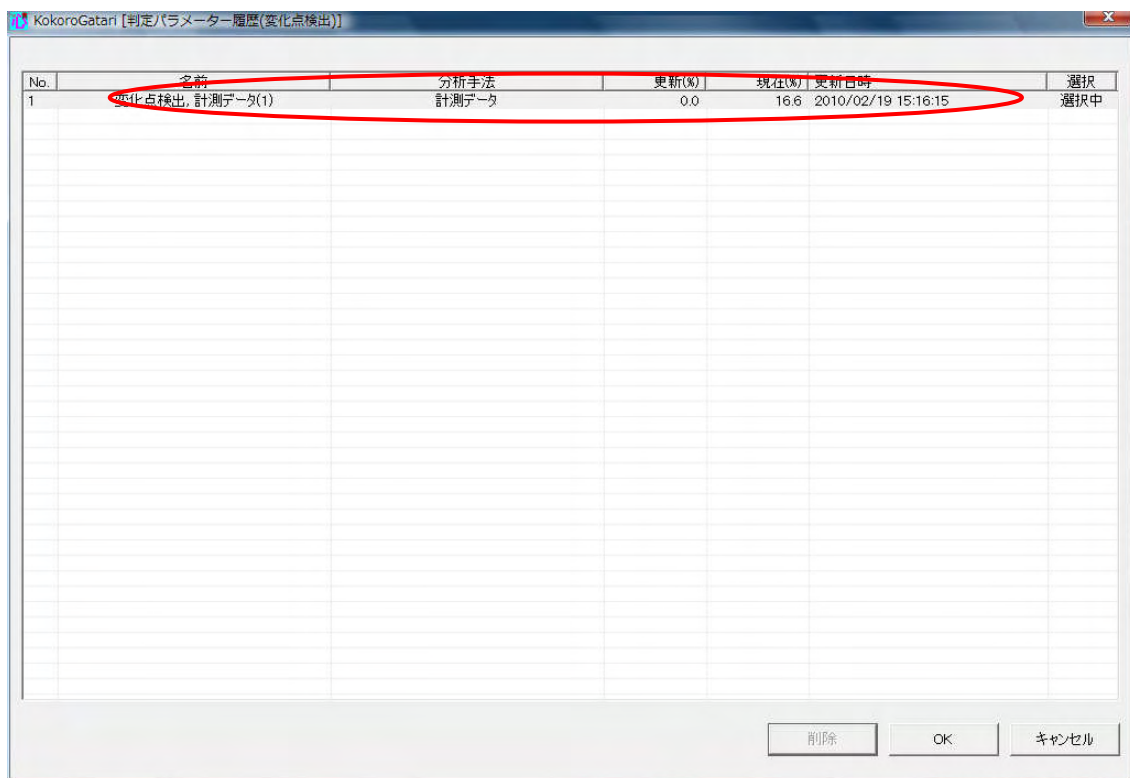 KokoroGatari [判定パラメーター履歴(変化点検出)]
No. 名前 分析手法 更新(%) 現在(%) 更新日時 選択
1 変化点検出, 計測データ(1) 計測データ 0.0 16.6 2010/02/19 15:16:15 選択中
削除 OK キャンセル